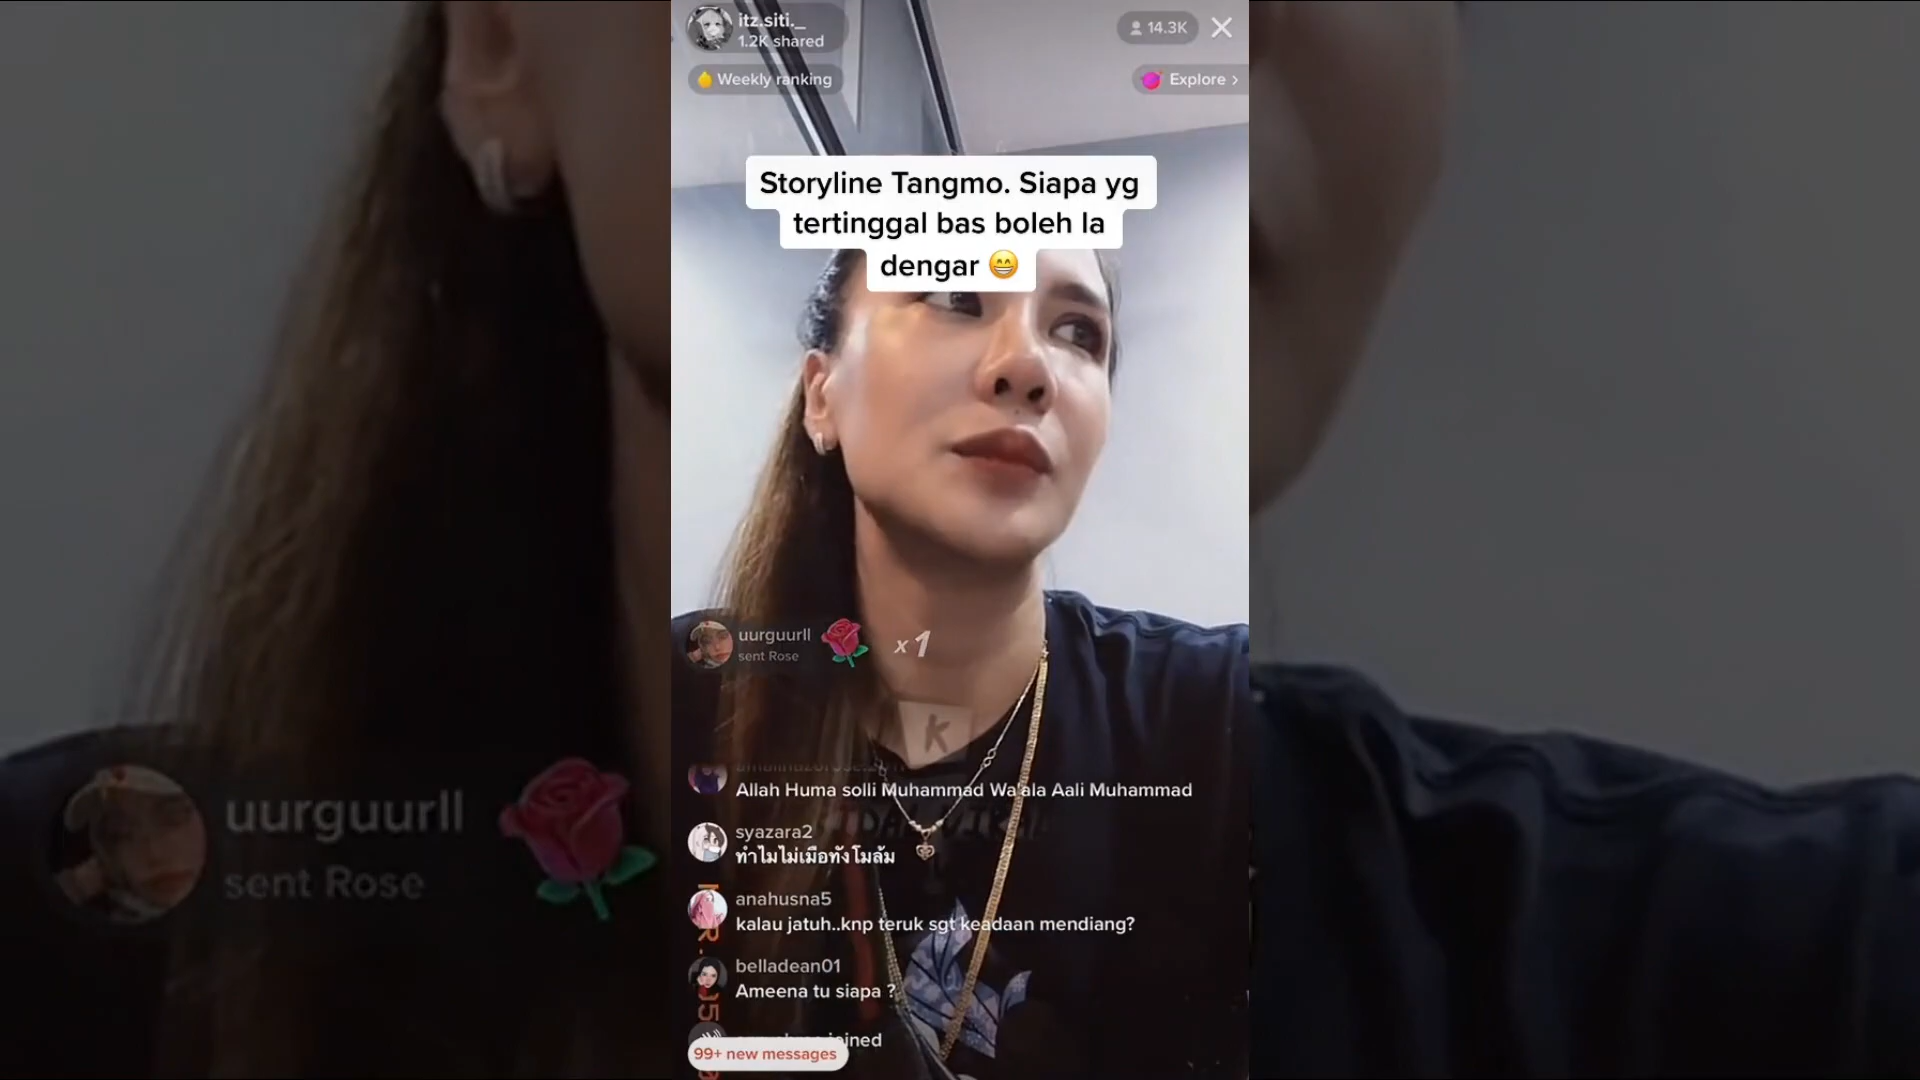 itz.siti._
1.2K shared
14.3K
Weekly ranking
Explore >
Storyline Tangmo. Siapa yg
tertinggal bas boleh la
dengar 😁
uurguurll
sent Rose
x1
K
Allah Huma solli Muhammad Wa'ala Aali Muhammad
syazara2
ทำไมไม่เมือทังโมล้ม
anahusna5
kalau jatuh..knp teruk sgt keadaan mendiang?
belladean01
Ameena tu siapa ?
joined
99+ new messages
uurguurll
sent Rose